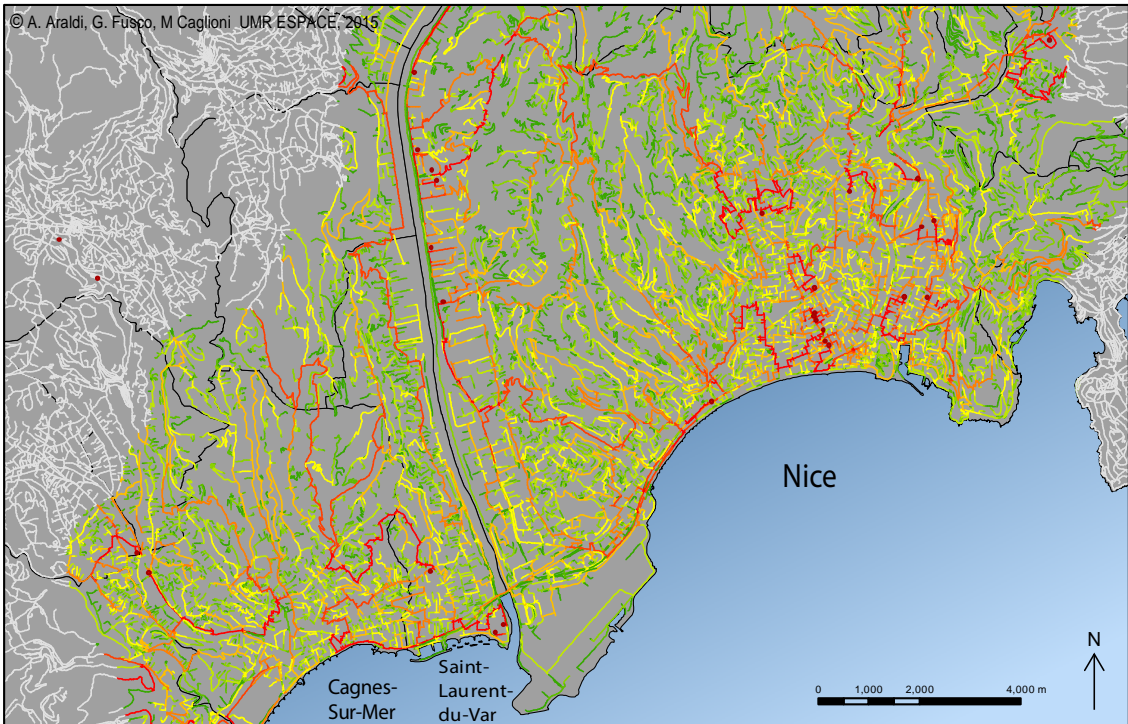 © A. Araldi, G. Fusco, M Caglioni UMR ESPACE, 2015
Nice
Cagnes-
Sur-Mer
Saint-
Laurent-
du-Var
N
0 1,000 2,000 4,000 m